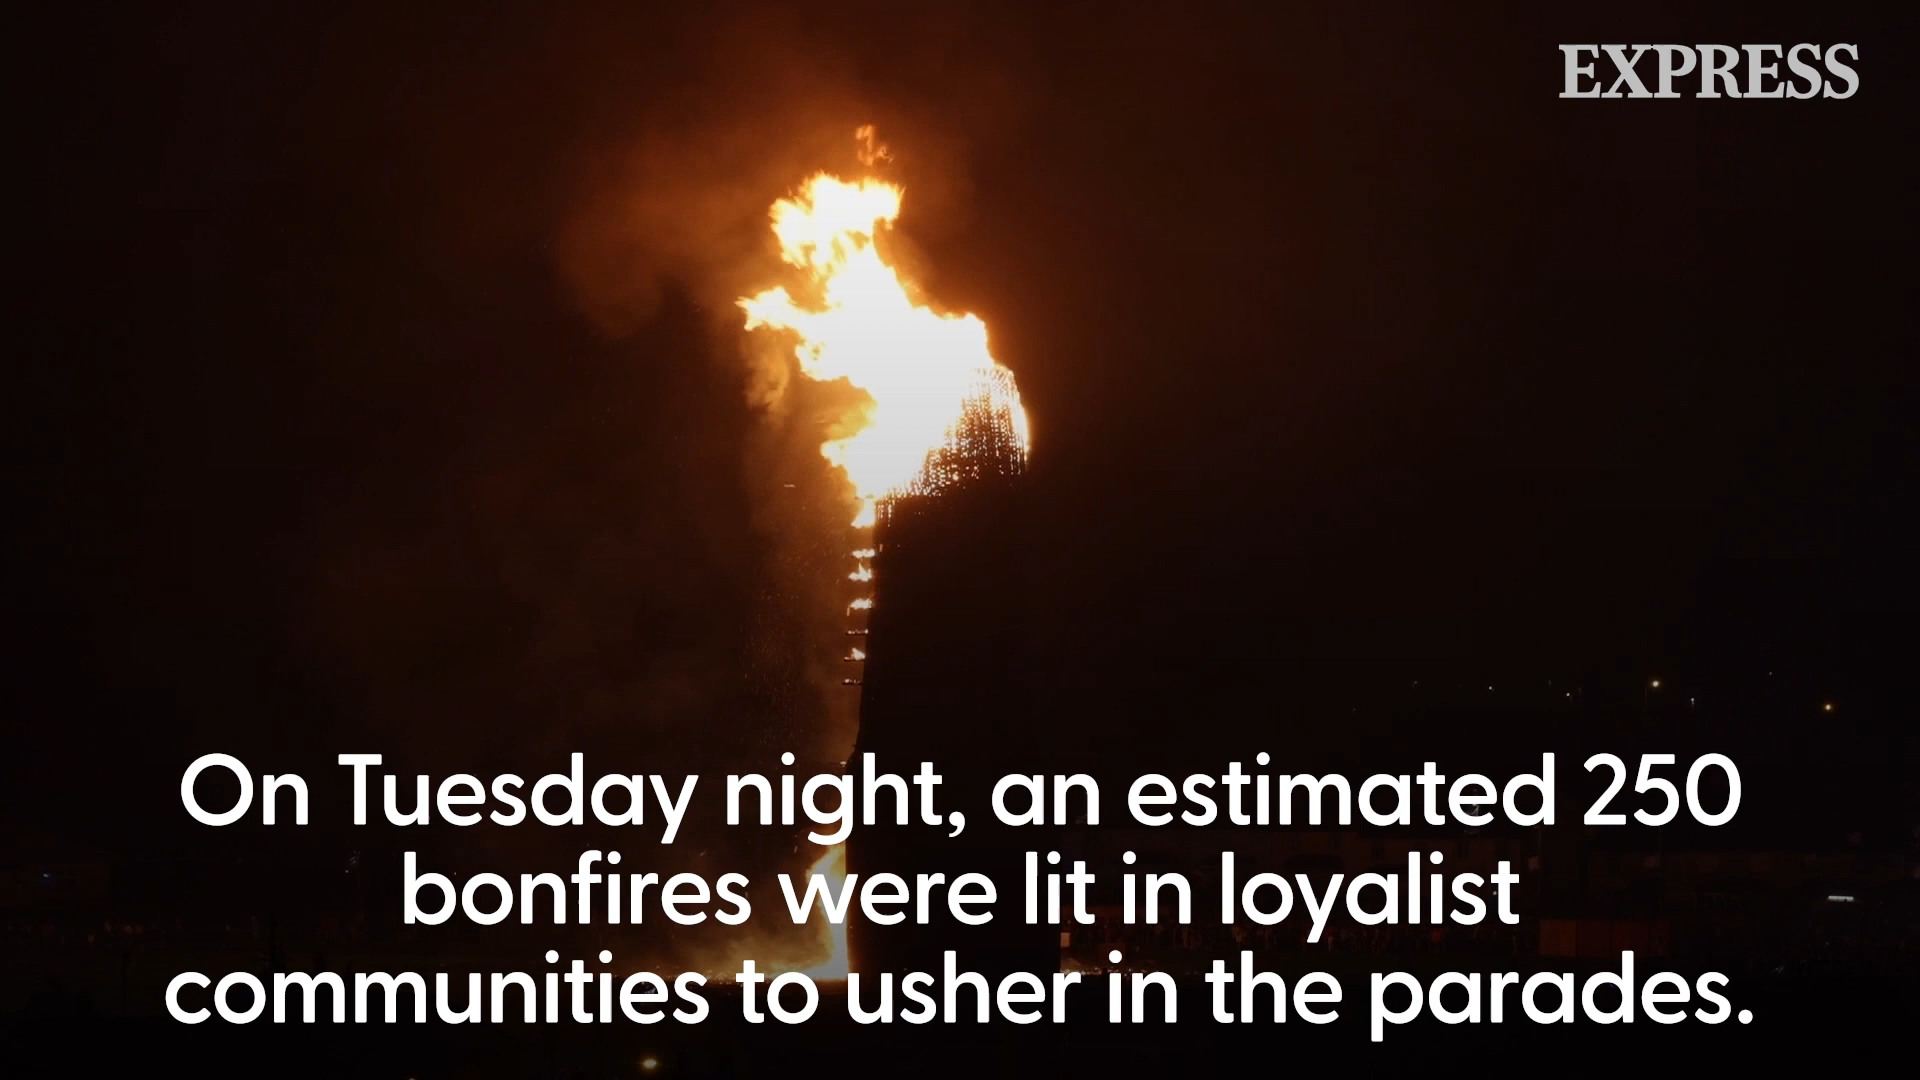 EXPRESS
On Tuesday night, an estimated 250
bonfires were lit in loyalist
communities to usher in the parades.